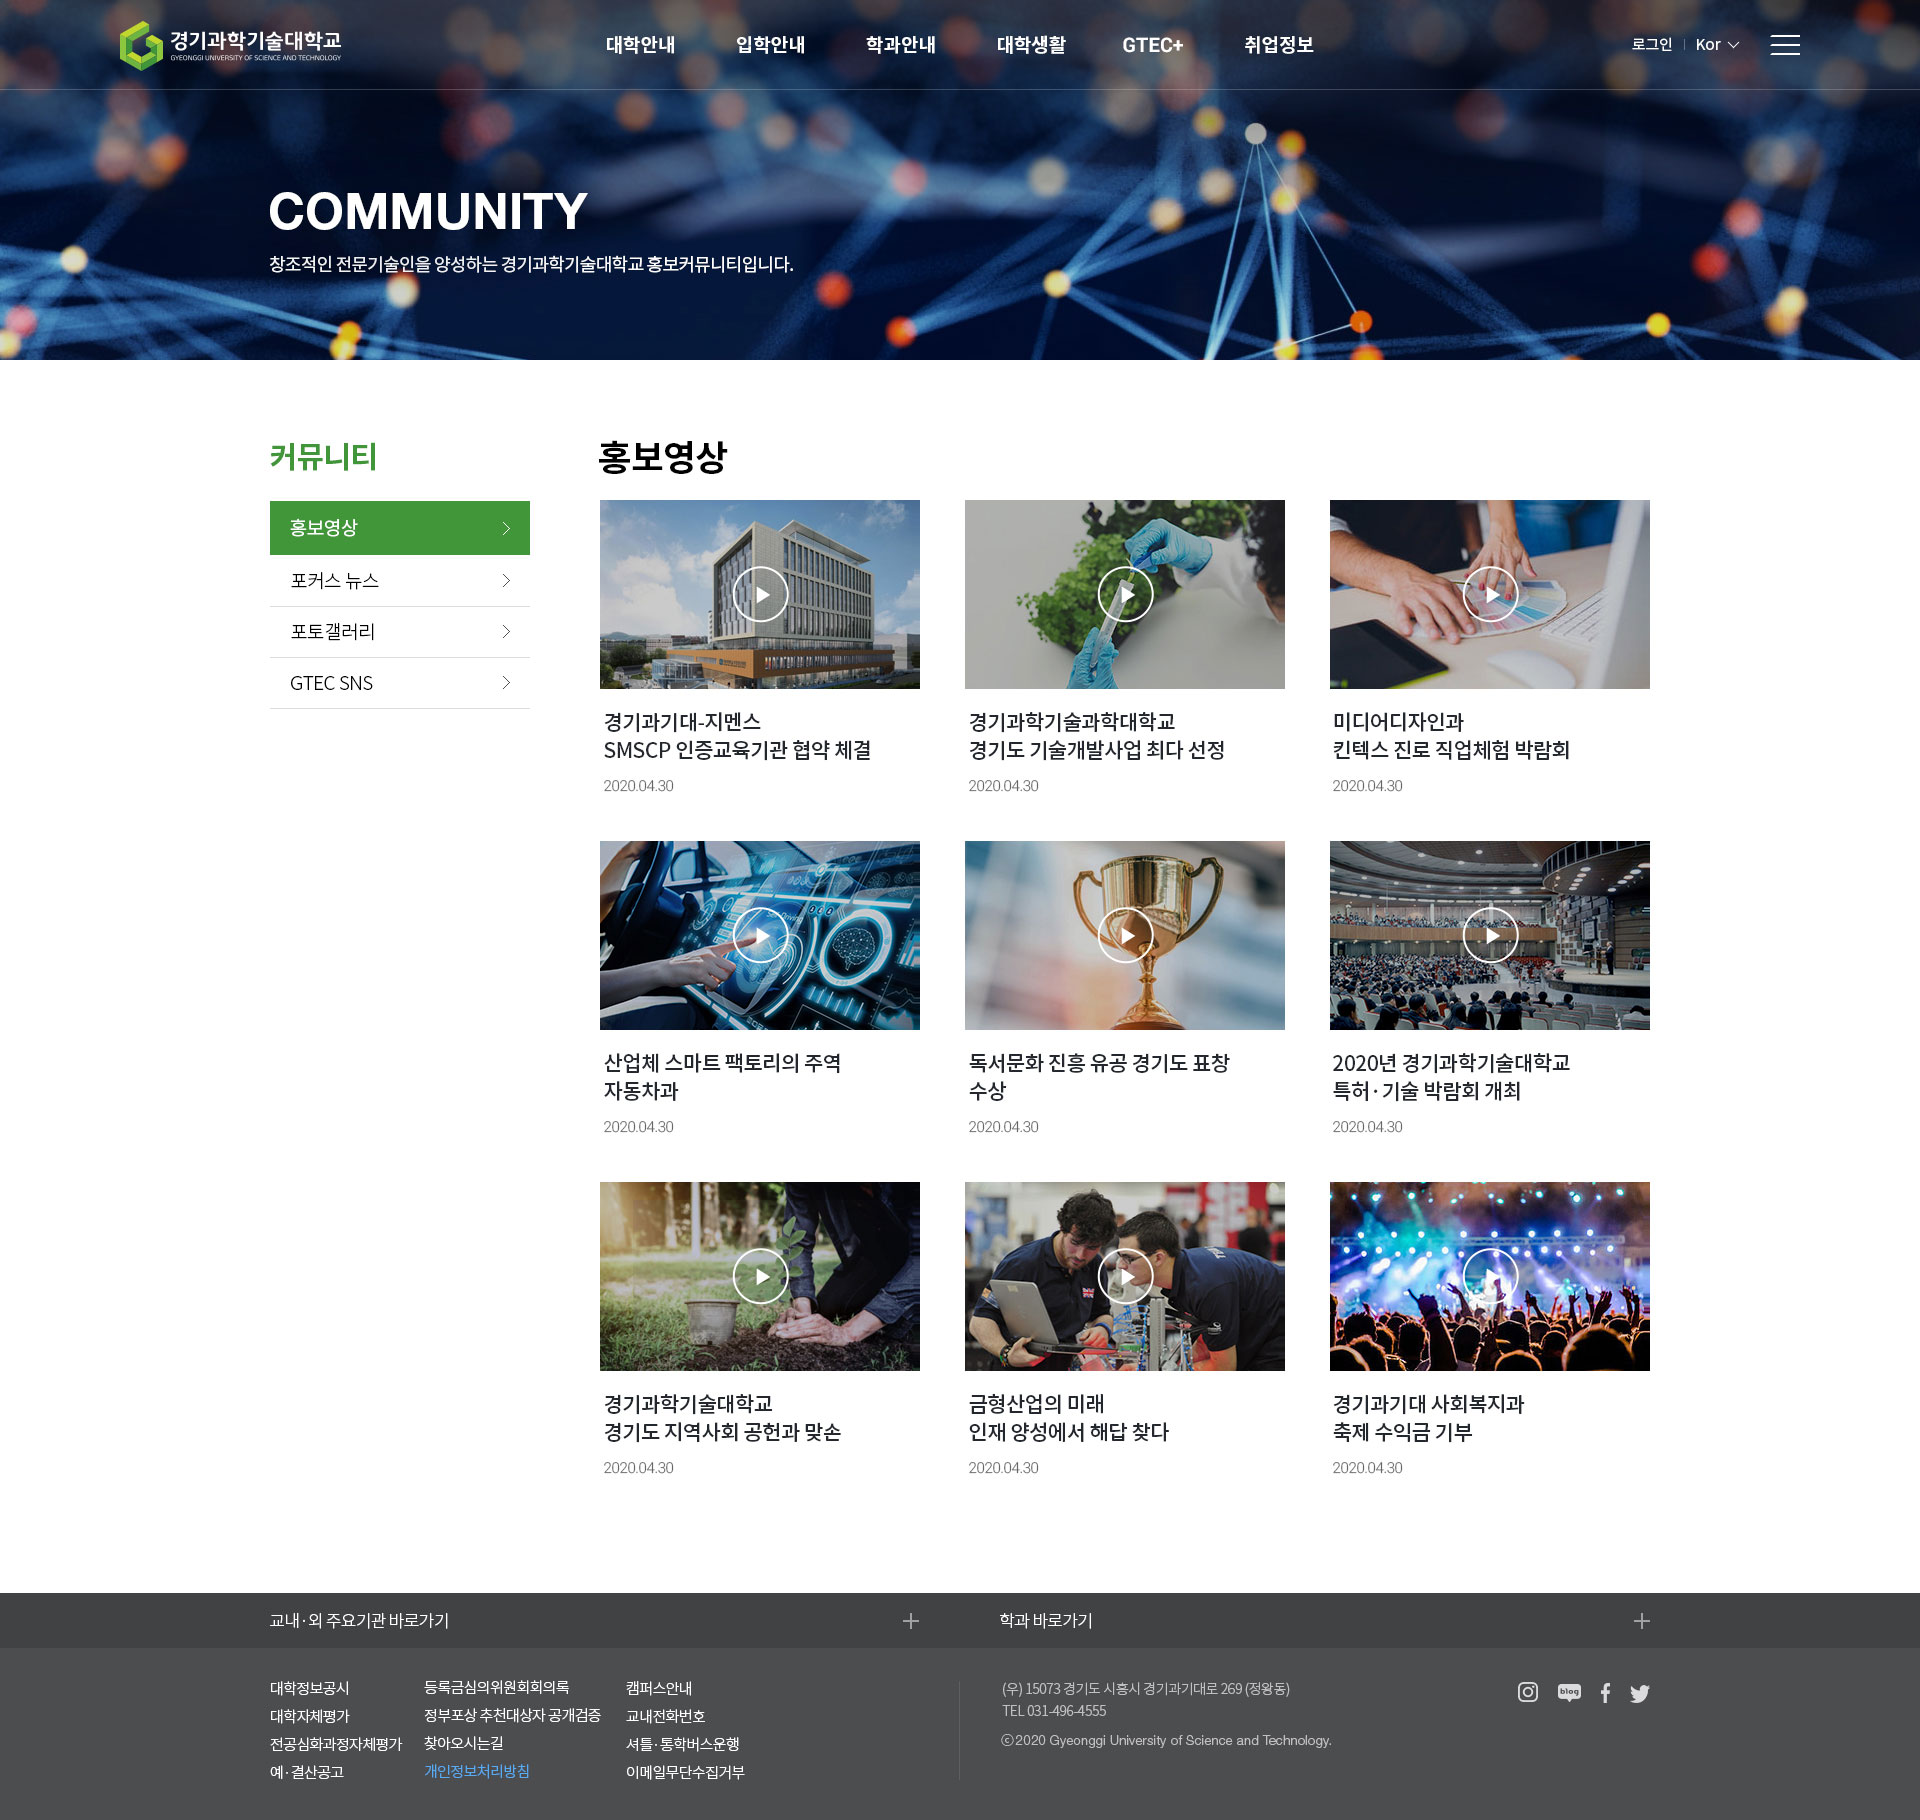 경기과학기술대학교
GYEONGGI UNIVERSITY OF SCIENCE AND TECHNOLOGY
대학안내
입학안내
학과안내
대학생활
GTEC+
취업정보
로그인
Kor
COMMUNITY
창조적인 전문기술인을 양성하는 경기과학기술대학교 홍보커뮤니티입니다.
커뮤니티
홍보영상
포커스 뉴스
포토갤러리
GTEC SNS
홍보영상
경기과기대-지멘스
SMSCP 인증교육기관 협약 체결
2020.04.30
경기과학기술과학대학교
경기도 기술개발사업 최다 선정
2020.04.30
미디어디자인과
킨텍스 진로 직업체험 박람회
2020.04.30
Self-Driving
산업체 스마트 팩토리의 주역
자동차과
2020.04.30
독서문화 진흥 유공 경기도 표창
수상
2020.04.30
2020년 경기과학기술대학교
특허·기술 박람회 개최
2020.04.30
경기과학기술대학교
경기도 지역사회 공헌과 맞손
2020.04.30
금형산업의 미래
인재 양성에서 해답 찾다
2020.04.30
경기과기대 사회복지과
축제 수익금 기부
2020.04.30
교내·외 주요기관 바로가기
학과 바로가기
대학정보공시
대학자체평가
전공심화과정자체평가
예·결산공고
등록금심의위원회회의록
정부포상 추천대상자 공개검증
찾아오시는길
개인정보처리방침
캠퍼스안내
교내전화번호
셔틀·통학버스운행
이메일무단수집거부
(우) 15073 경기도 시흥시 경기과기대로 269 (정왕동)
TEL 031-496-4555
ⓒ2020 Gyeonggi University of Science and Technology.
blog